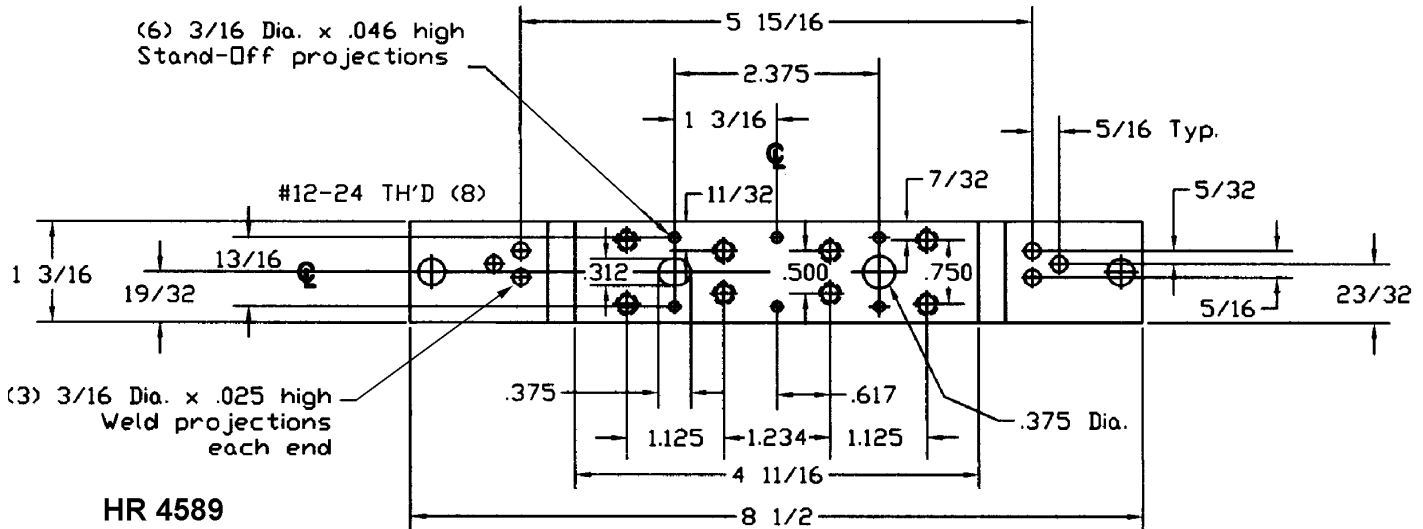 5 15/16
(6) 3/16 Dia. x .046 high
Stand-Off projections
2.375
1 3/16
5/16 Typ.
℄
#12-24 TH'D (8)
11/32
7/32
5/32
1 3/16
13/16
℄
.312
.500
.750
19/32
23/32
5/16
(3) 3/16 Dia. x .025 high
Weld projections
each end
.375
.617
.375 Dia.
1.125
1.234
1.125
4 11/16
HR 4589
8 1/2